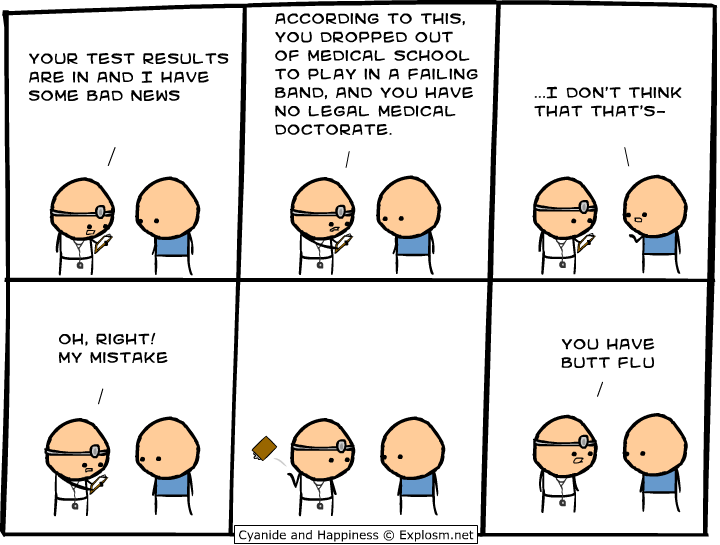 YOUR TEST RESULTS
ARE IN AND I HAVE
SOME BAD NEWS
ACCORDING TO THIS,
YOU DROPPED OUT
OF MEDICAL SCHOOL
TO PLAY IN A FAILING
BAND, AND YOU HAVE
NO LEGAL MEDICAL
DOCTORATE.
...I DON'T THINK
THAT THAT'S-
OH, RIGHT!
MY MISTAKE
YOU HAVE
BUTT FLU
Cyanide and Happiness © Explosm.net